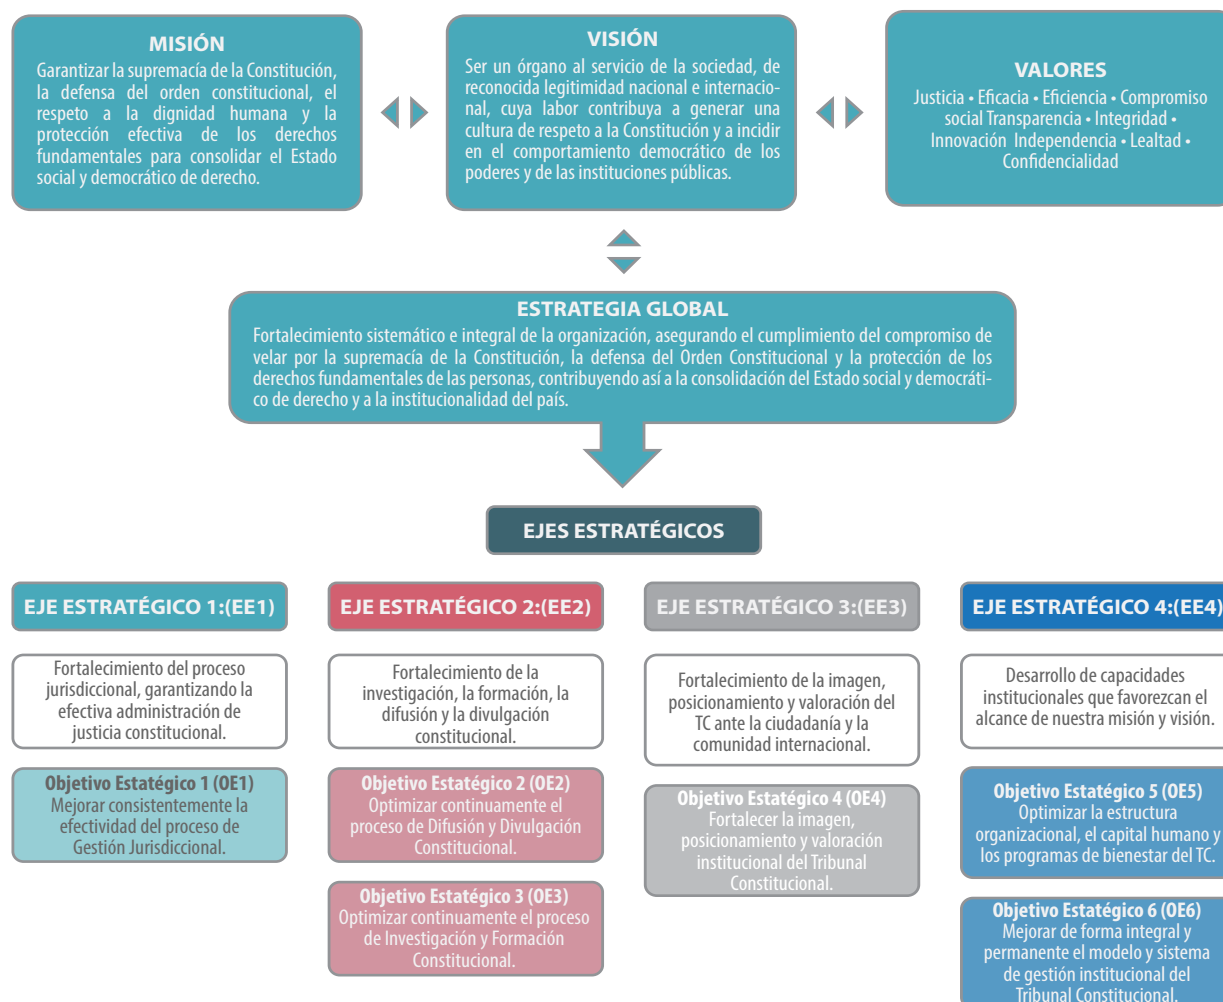 MISIÓN
Garantizar la supremacía de la Constitución,
la defensa del orden constitucional, el
respeto a la dignidad humana y la
protección efectiva de los derechos
fundamentales para consolidar el Estado
social y democrático de derecho.
VISIÓN
Ser un órgano al servicio de la sociedad, de
reconocida legitimidad nacional e internacio-
nal, cuya labor contribuya a generar una
cultura de respeto a la Constitución y a incidir
en el comportamiento democrático de los
poderes y de las instituciones públicas.
VALORES
Justicia • Eficacia • Eficiencia • Compromiso
social Transparencia • Integridad •
Innovación Independencia • Lealtad •
Confidencialidad
ESTRATEGIA GLOBAL
Fortalecimiento sistemático e integral de la organización, asegurando el cumplimiento del compromiso de
velar por la supremacía de la Constitución, la defensa del Orden Constitucional y la protección de los
derechos fundamentales de las personas, contribuyendo así a la consolidación del Estado social y democráti-
co de derecho y a la institucionalidad del país.
EJES ESTRATÉGICOS
EJE ESTRATÉGICO 1:(EE1)
Fortalecimiento del proceso
jurisdiccional, garantizando la
efectiva administración de
justicia constitucional.
Objetivo Estatégico 1 (OE1)
Mejorar consistentemente la
efectividad del proceso de
Gestión Jurisdiccional.
EJE ESTRATÉGICO 2:(EE2)
Fortalecimiento de la
investigación, la formación, la
difusión y la divulgación
constitucional.
Objetivo Estatégico 2 (OE2)
Optimizar continuamente el
proceso de Difusión y Divulgación
Constitucional.
Objetivo Estatégico 3 (OE3)
Optimizar continuamente el proceso
de Investigación y Formación
Constitucional.
EJE ESTRATÉGICO 3:(EE3)
Fortalecimiento de la imagen,
posicionamiento y valoración del
TC ante la ciudadanía y la
comunidad internacional.
Objetivo Estatégico 4 (OE4)
Fortalecer la imagen,
posicionamiento y valoración
institucional del Tribunal
Constitucional.
EJE ESTRATÉGICO 4:(EE4)
Desarrollo de capacidades
institucionales que favorezcan el
alcance de nuestra misión y visión.
Objetivo Estatégico 5 (OE5)
Optimizar la estructura
organizacional, el capital humano y
los programas de bienestar del TC.
Objetivo Estatégico 6 (OE6)
Mejorar de forma integral y
permanente el modelo y sistema
de gestión institucional del
Tribunal Constitucional.